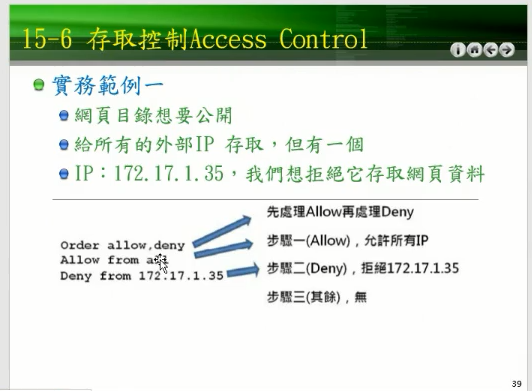 15-6 存取控制Access Control
實務範例一
網頁目錄想要公開
給所有的外部IP 存取，但有一個
IP：172.17.1.35，我們想拒絕它存取網頁資料
Order allow,deny
Allow from all
Deny from 172.17.1.35
先處理Allow再處理Deny
步驟一(Allow)，允許所有IP
步驟二(Deny)，拒絕172.17.1.35
步驟三(其餘)，無
39